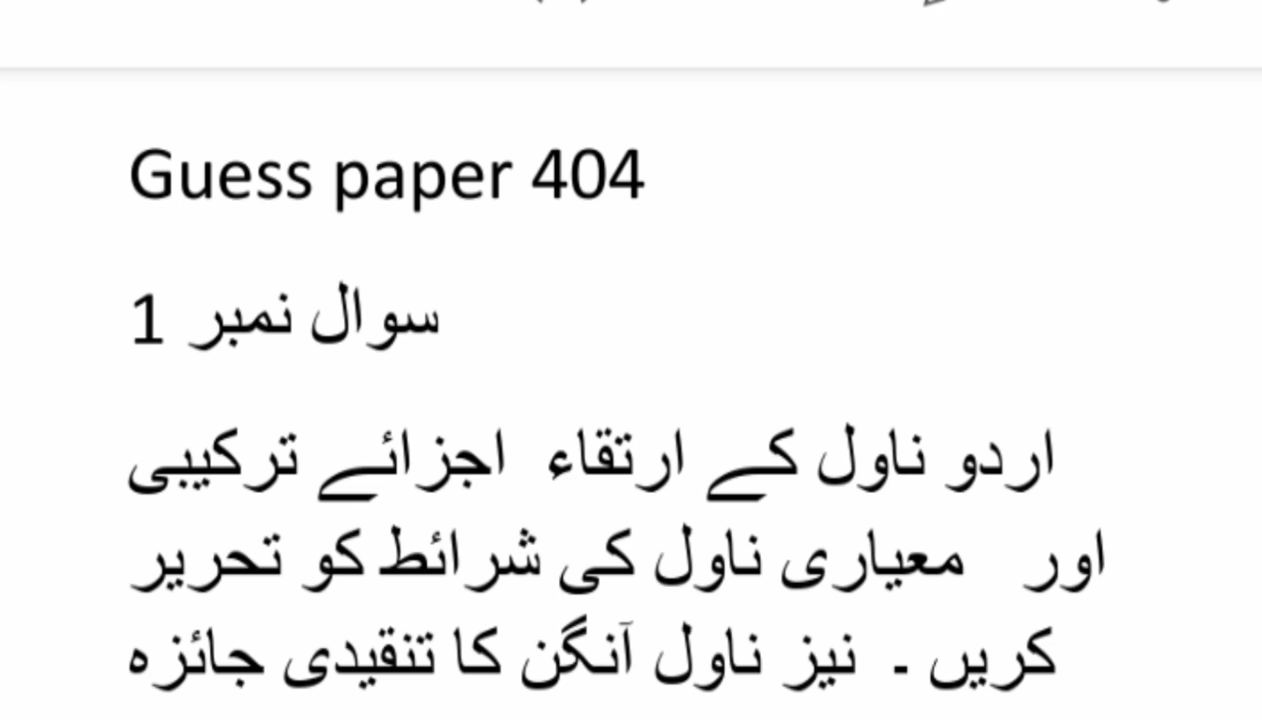 Guess paper 404
سوال نمبر 1
اردو ناول کے ارتقاء اجزائے ترکیبی
اور معیاری ناول کی شرائط کو تحریر
کریں ۔ نیز ناول آنگن کا تنقیدی جائزہ